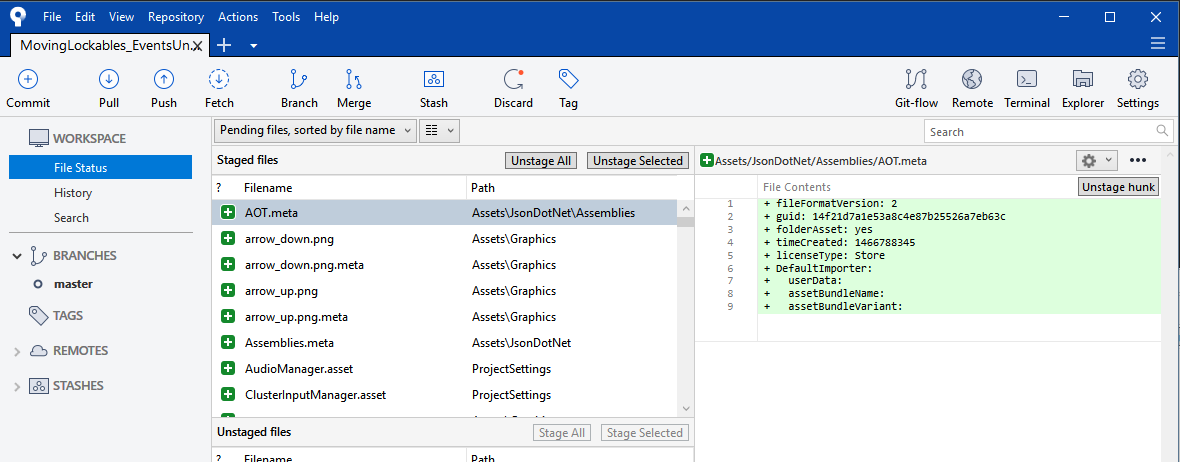 File Edit View Repository Actions Tools Help
MovingLockables_EventsUn
Commit Pull Push Fetch Branch Merge Stash Discard Tag Git-flow Remote Terminal Explorer Settings
WORKSPACE
File Status
History
Search
BRANCHES
master
TAGS
REMOTES
STASHES
Pending files, sorted by file name
Search
Staged files Unstage All Unstage Selected
? Filename Path
AOT.meta Assets\JsonDotNet\Assemblies
arrow_down.png Assets\Graphics
arrow_down.png.meta Assets\Graphics
arrow_up.png Assets\Graphics
arrow_up.png.meta Assets\Graphics
Assemblies.meta Assets\JsonDotNet
AudioManager.asset ProjectSettings
ClusterInputManager.asset ProjectSettings
Unstaged files Stage All Stage Selected
? Filename Path
Assets/JsonDotNet/Assemblies/AOT.meta
File Contents Unstage hunk
1 + fileFormatVersion: 2
2 + guid: 14f21d7a1e53a8c4e87b25526a7eb63c
3 + folderAsset: yes
4 + timeCreated: 1466788345
5 + licenseType: Store
6 + DefaultImporter:
7 + userData:
8 + assetBundleName:
9 + assetBundleVariant: